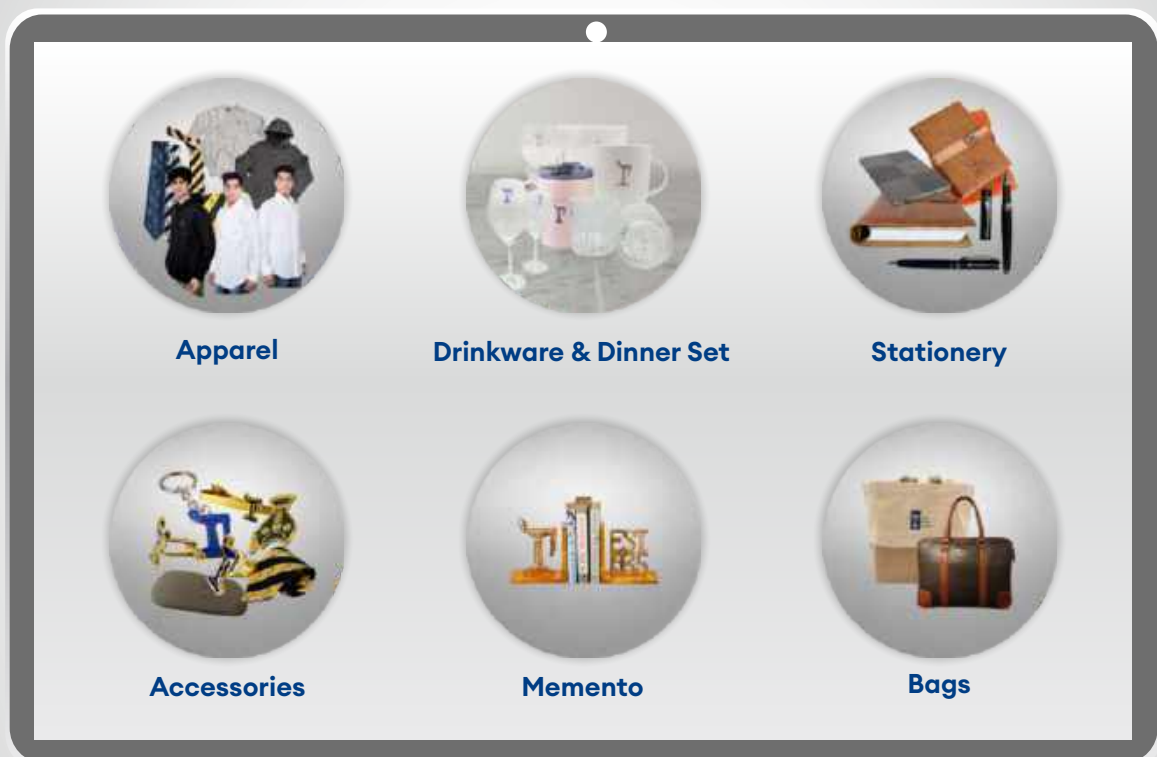 Apparel
Drinkware & Dinner Set
Stationery
Accessories
Memento
Bags